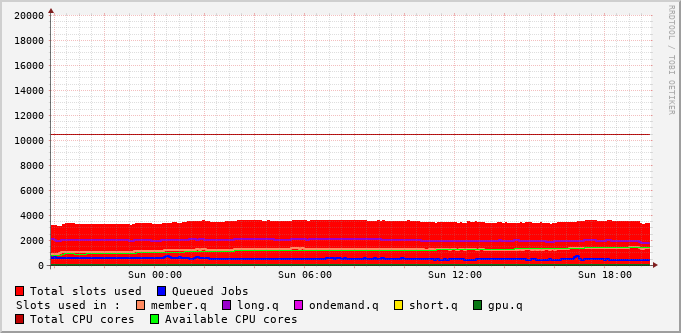 RRDTOOL / TOBI OETIKER
20000
18000
16000
14000
12000
10000
8000
6000
4000
2000
0
Sun 00:00 Sun 06:00 Sun 12:00 Sun 18:00
Total slots used Queued Jobs
Slots used in : member.q long.q ondemand.q short.q gpu.q
Total CPU cores Available CPU cores